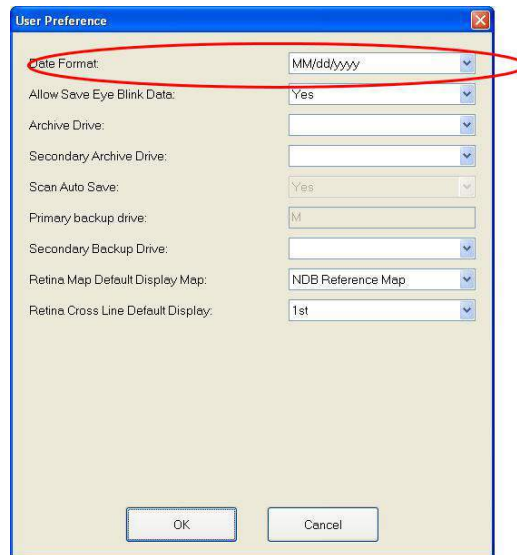 User Preference
Date Format: MM/dd/yyyy
Allow Save Eye Blink Data: Yes
Archive Drive:
Secondary Archive Drive:
Scan Auto Save: Yes
Primary backup drive: M
Secondary Backup Drive:
Retina Map Default Display Map: NDB Reference Map
Retina Cross Line Default Display: 1st
OK Cancel